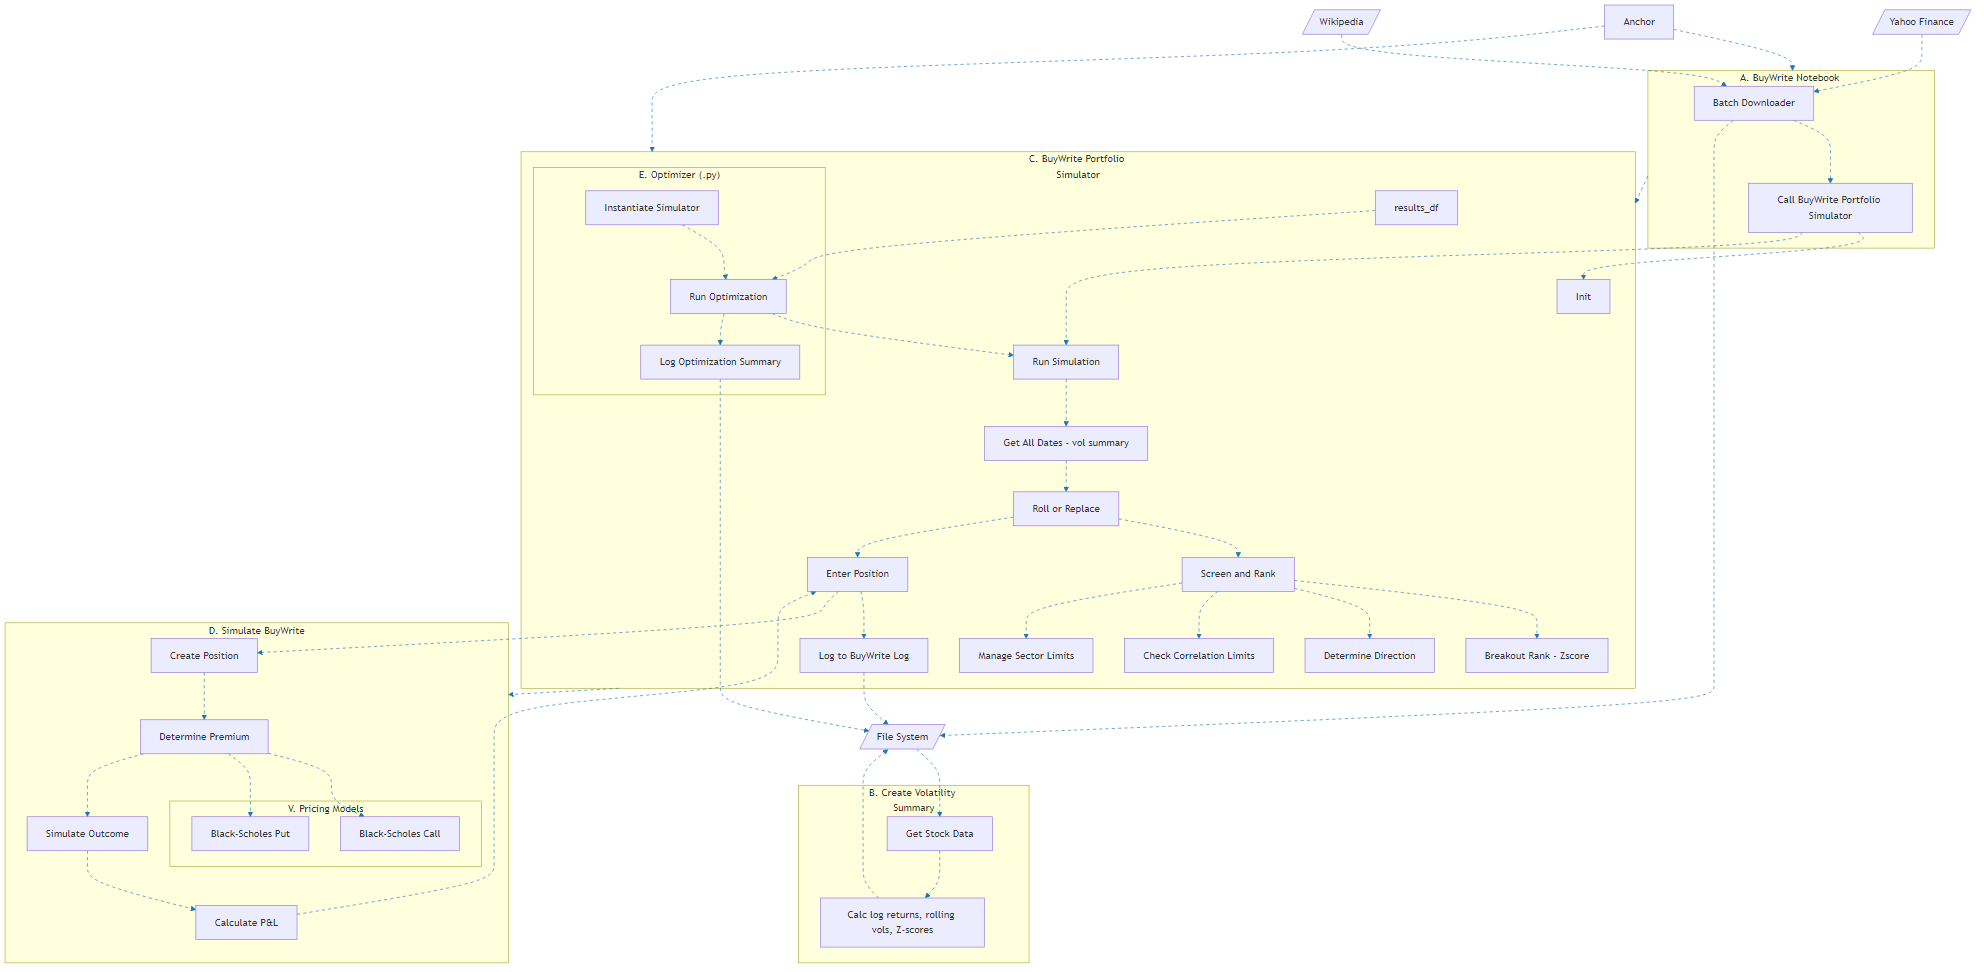 Wikipedia
Anchor
Yahoo Finance
A. BuyWrite Notebook
Batch Downloader
Call BuyWrite Portfolio
Simulator
C. BuyWrite Portfolio
Simulator
E. Optimizer (.py)
Instantiate Simulator
results_df
Run Optimization
Init
Log Optimization Summary
Run Simulation
Get All Dates - vol summary
Roll or Replace
Enter Position
Screen and Rank
Log to BuyWrite Log
Manage Sector Limits
Check Correlation Limits
Determine Direction
Breakout Rank - Zscore
D. Simulate BuyWrite
Create Position
Determine Premium
V. Pricing Models
Simulate Outcome
Black-Scholes Put
Black-Scholes Call
Calculate P&L
File System
B. Create Volatility
Summary
Get Stock Data
Calc log returns, rolling
vols, Z-scores